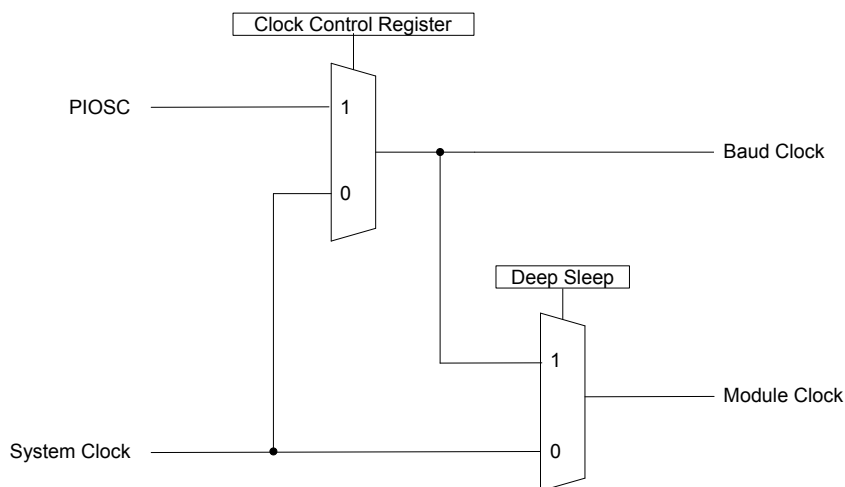 Clock Control Register
PIOSC
1
Baud Clock
0
Deep Sleep
1
Module Clock
System Clock
0